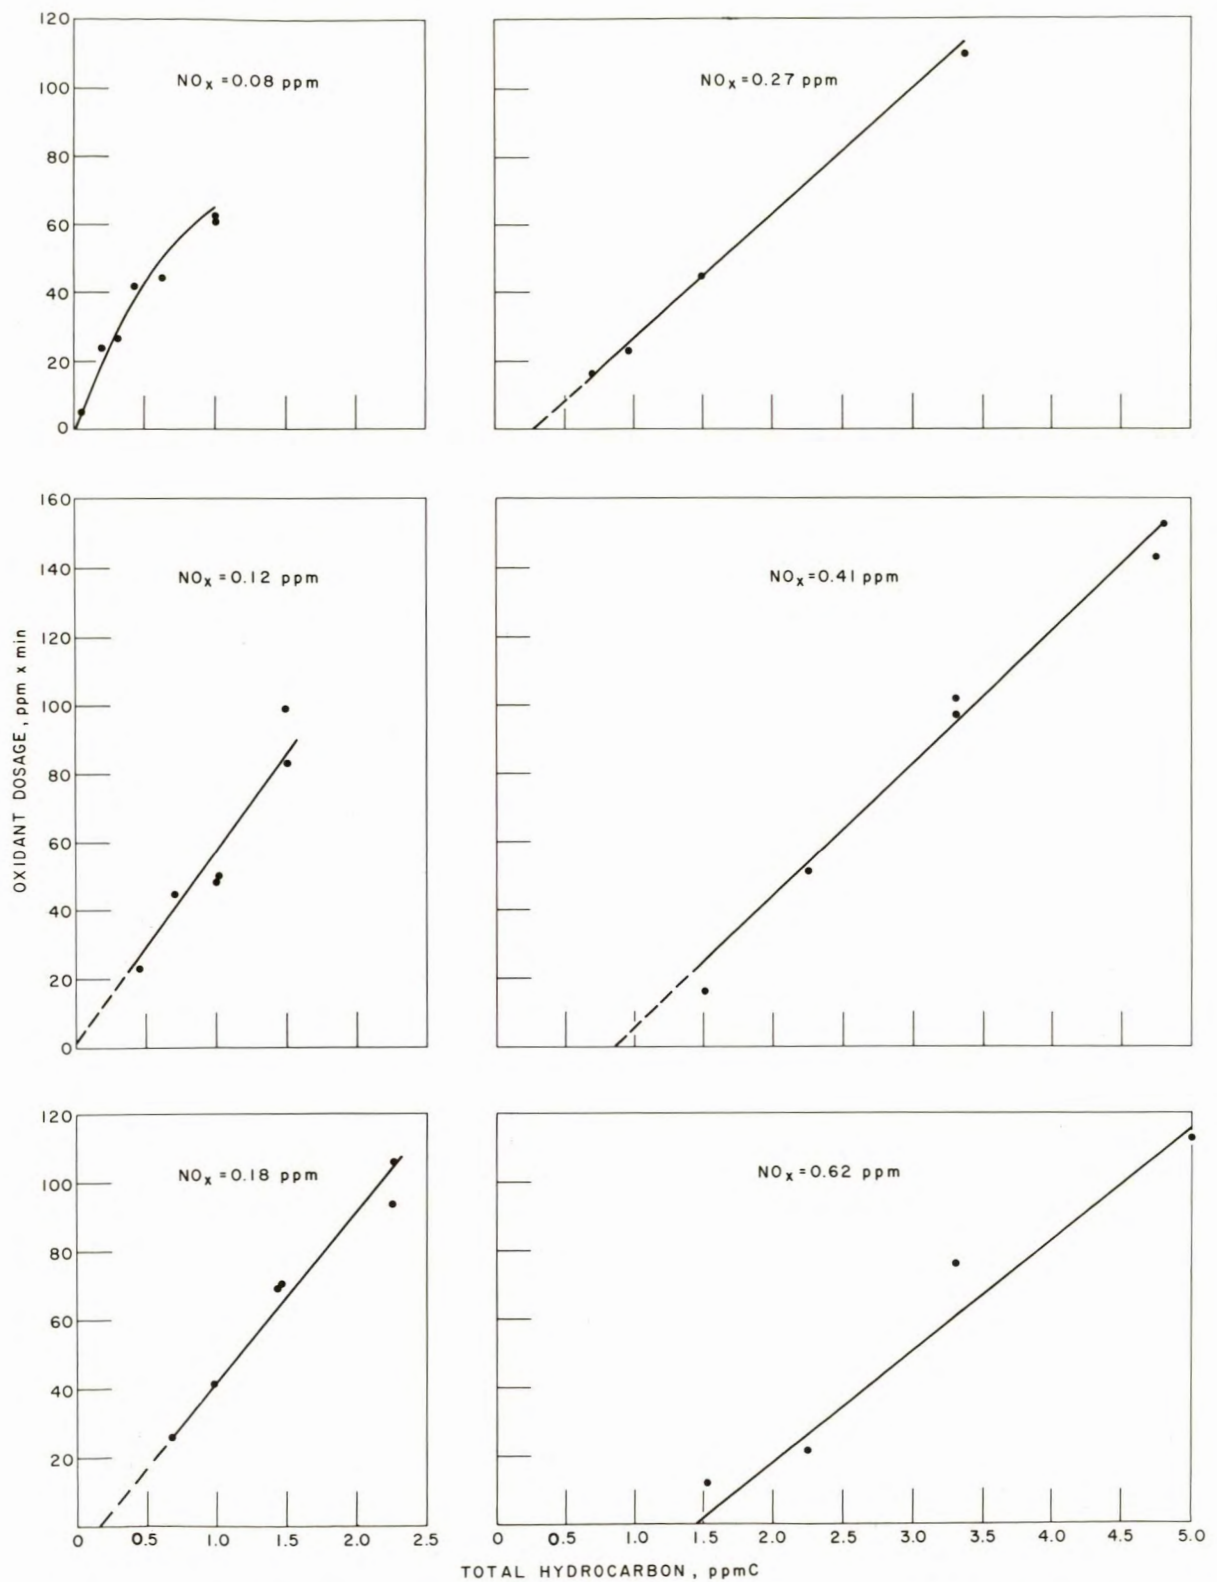 120
100
80
60
40
20
0
NOx = 0.08 ppm
NOx = 0.27 ppm
OXIDANT DOSAGE, ppm x min
160
140
120
100
80
60
40
20
0
NOx = 0.12 ppm
NOx = 0.41 ppm
120
100
80
60
40
20
NOx = 0.18 ppm
NOx = 0.62 ppm
0 0.5 1.0 1.5 2.0 2.5
0 0.5 1.0 1.5 2.0 2.5 3.0 3.5 4.0 4.5 5.0
TOTAL HYDROCARBON, ppmC